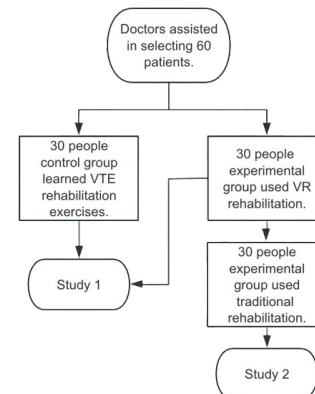 Doctors assisted
in selecting 60
patients.
30 people
control group
learned VTE
rehabilitation
exercises.
30 people
experimental
group used VR
rehabilitation.
Study 1
30 people
experimental
group used
traditional
rehabilitation.
Study 2